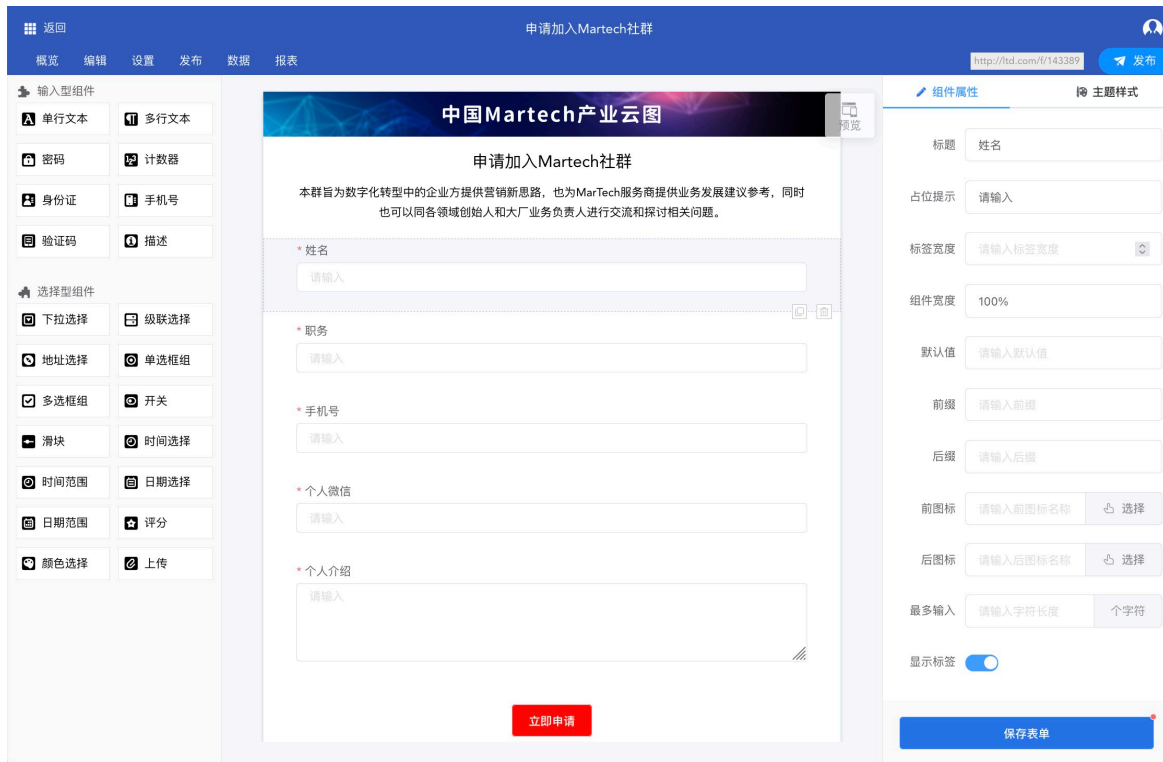 返回
申请加入Martech社群
概览 编辑 设置 发布 数据 报表
http://ltd.com/f/143389
发布
输入型组件
单行文本 多行文本
密码 计数器
身份证 手机号
验证码 描述
选择型组件
下拉选择 级联选择
地址选择 单选框组
多选框组 开关
滑块 时间选择
时间范围 日期选择
日期范围 评分
颜色选择 上传
中国Martech产业云图
预览
申请加入Martech社群
本群旨为数字化转型中的企业方提供营销新思路，也为MarTech服务商提供业务发展建议参考，同时
也可以同各领域创始人和大厂业务负责人进行交流和探讨相关问题。
* 姓名
请输入
* 职务
请输入
* 手机号
请输入
* 个人微信
请输入
* 个人介绍
请输入
立即申请
组件属性 主题样式
标题 姓名
占位提示 请输入
标签宽度 请输入标签宽度
组件宽度 100%
默认值 请输入默认值
前缀 请输入前缀
后缀 请输入后缀
前图标 请输入前图标名称 选择
后图标 请输入后图标名称 选择
最多输入 请输入字符长度 个字符
显示标签
保存表单